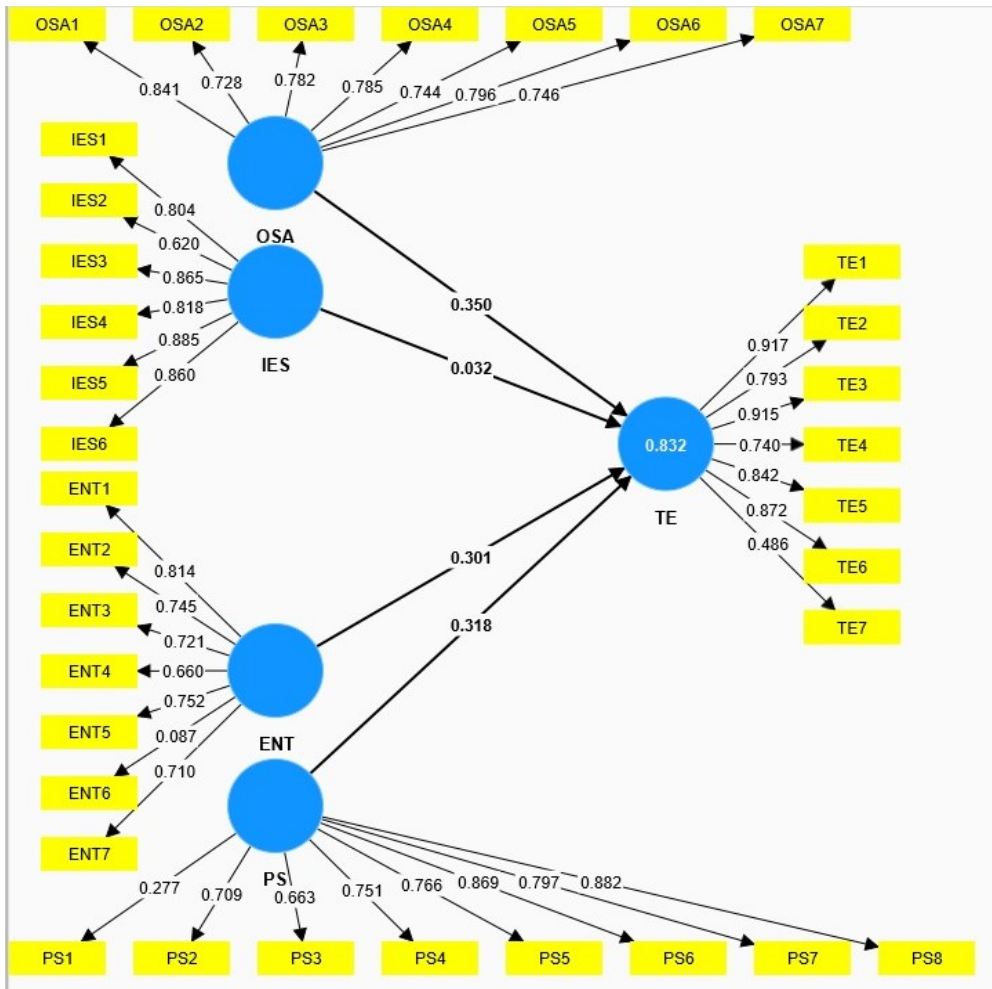 OSA1 OSA2 OSA3 OSA4 OSA5 OSA6 OSA7
0.841 0.728 0.782 0.785 0.744 0.796 0.746
OSA
IES1
IES2
IES3
IES4
IES5
IES6
0.804
0.620
0.865
0.818
0.885
0.860
IES
ENT1
ENT2
ENT3
ENT4
ENT5
ENT6
ENT7
0.814
0.745
0.721
0.660
0.752
0.087
0.710
ENT
0.350
0.032
0.301
0.318
0.832
TE
0.917
0.793
0.915
0.740
0.842
0.872
0.486
TE1
TE2
TE3
TE4
TE5
TE6
TE7
PS
0.277 0.709 0.663 0.751 0.766 0.869 0.797 0.882
PS1 PS2 PS3 PS4 PS5 PS6 PS7 PS8